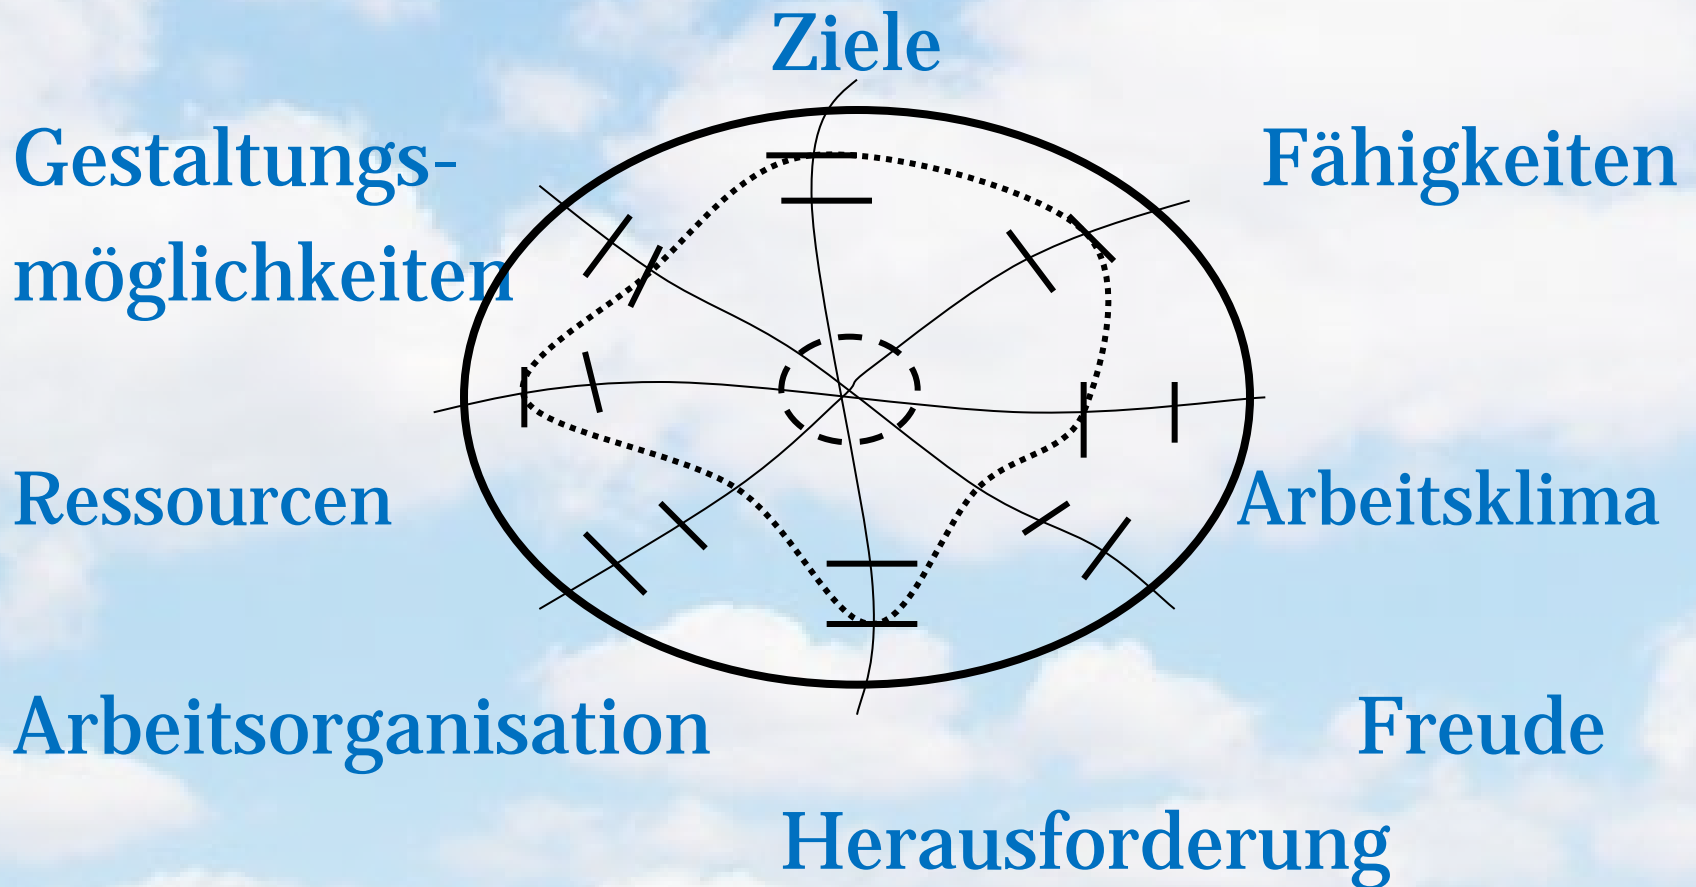 Ziele
Gestaltungs-
möglichkeiten
Fähigkeiten
Ressourcen
Arbeitsklima
Arbeitsorganisation
Freude
Herausforderung